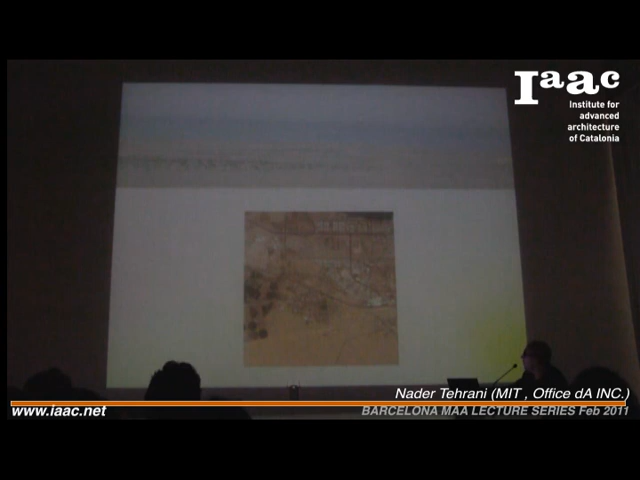 Iaac
Institute for
advanced
architecture
of Catalonia
Nader Tehrani (MIT , Office dA INC.)
www.iaac.net
BARCELONA MAA LECTURE SERIES Feb 2011